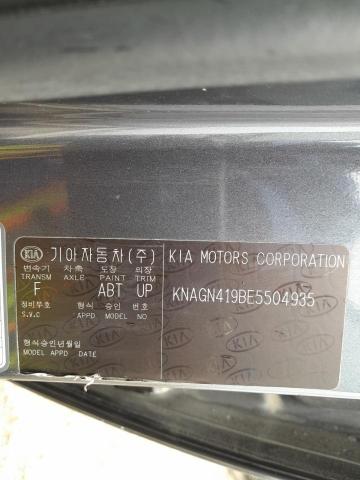 KIA 기아자동차(주) KIA MOTORS CORPORATION
변속기 차축 도장 외장
TRANSM AXLE PAINT TRIM
F ABT UP KNAGN419BE5504935
정비부호 형식 승인 번호
S.V.C APPD MODEL NO
형식승인년월일
MODEL APPD DATE